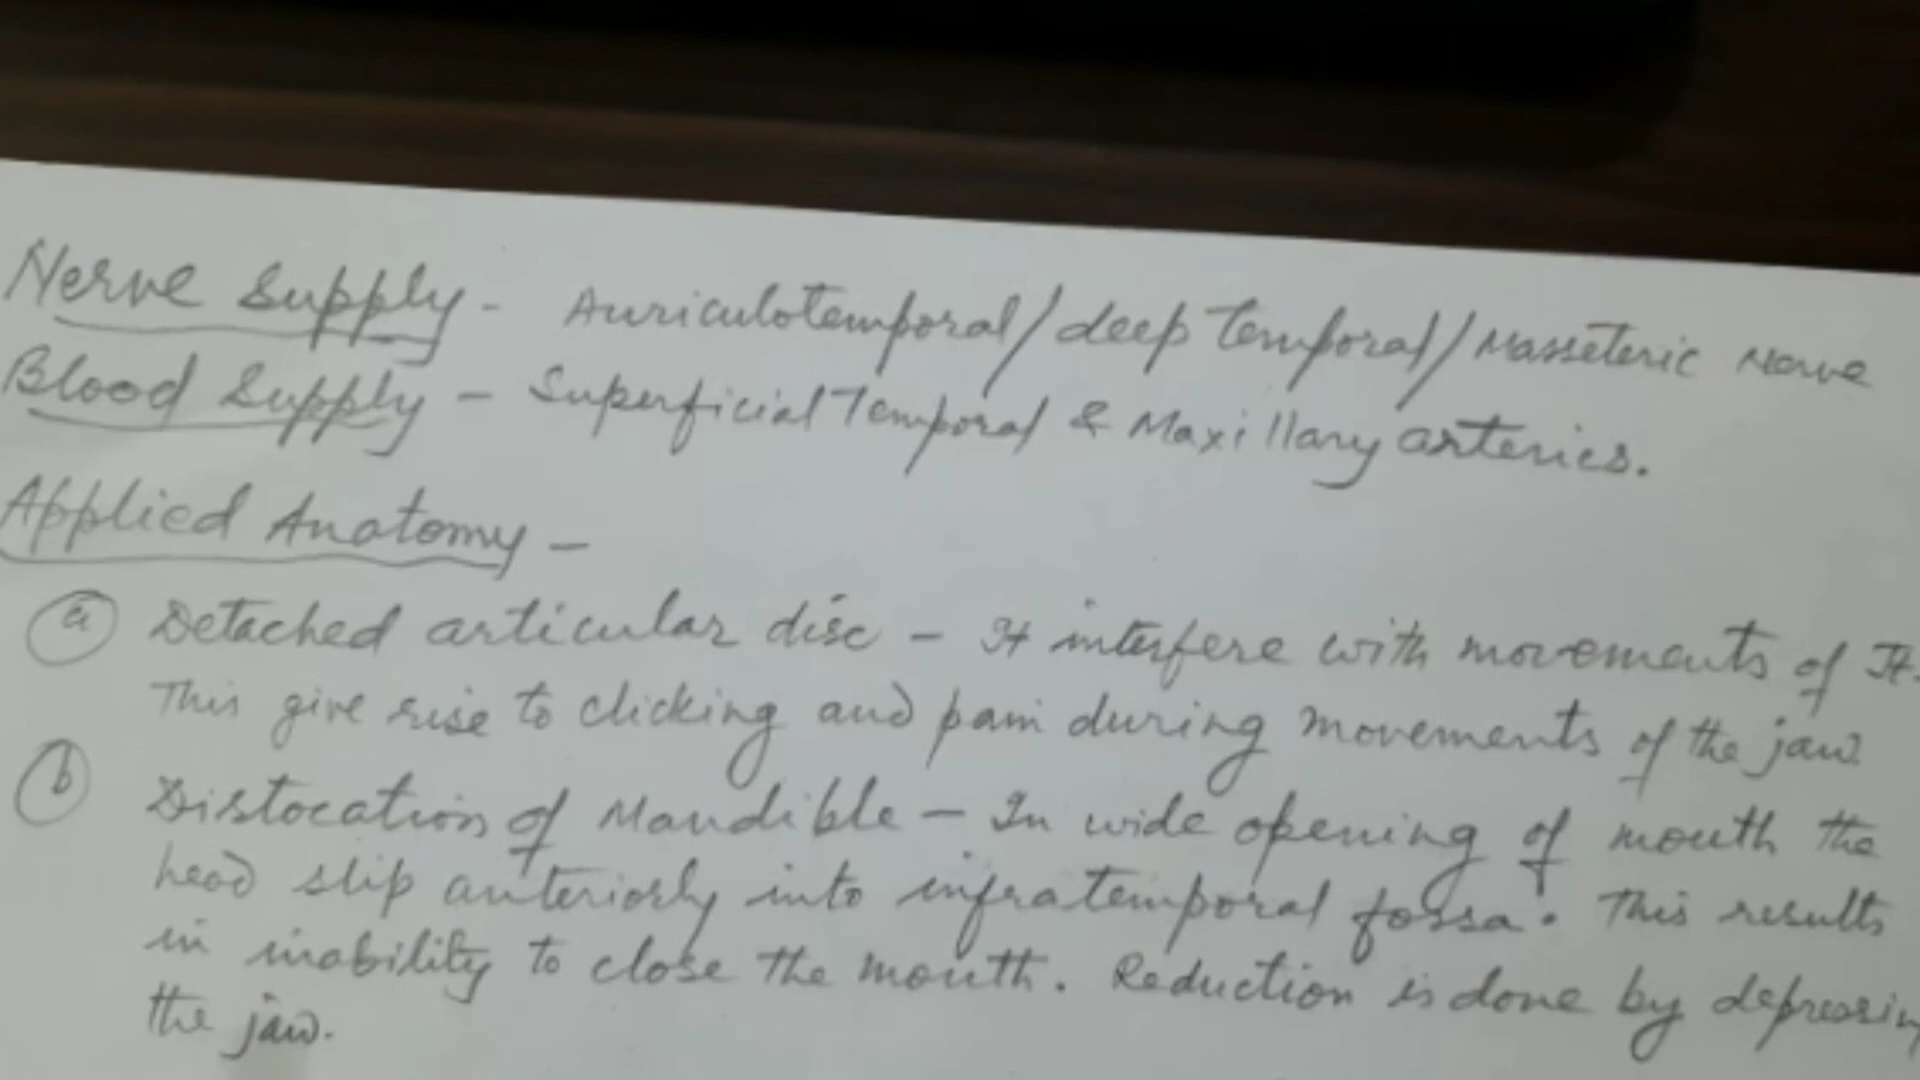 Nerve Supply - Auriculotemporal/deep Temporal/Masseteric Nerve
Blood Supply - Superficial Temporal & Maxillary arteries.
Applied Anatomy -
(a) Detached articular disc - It interfere with movements of Jt.
This give rise to clicking and pain during movements of the jaw
(b) Distocation of Mandible - In wide opening of mouth the
head slip anteriorly into infratemporal fossa. This results
in inability to close the mouth. Reduction is done by depressing
the jaw.